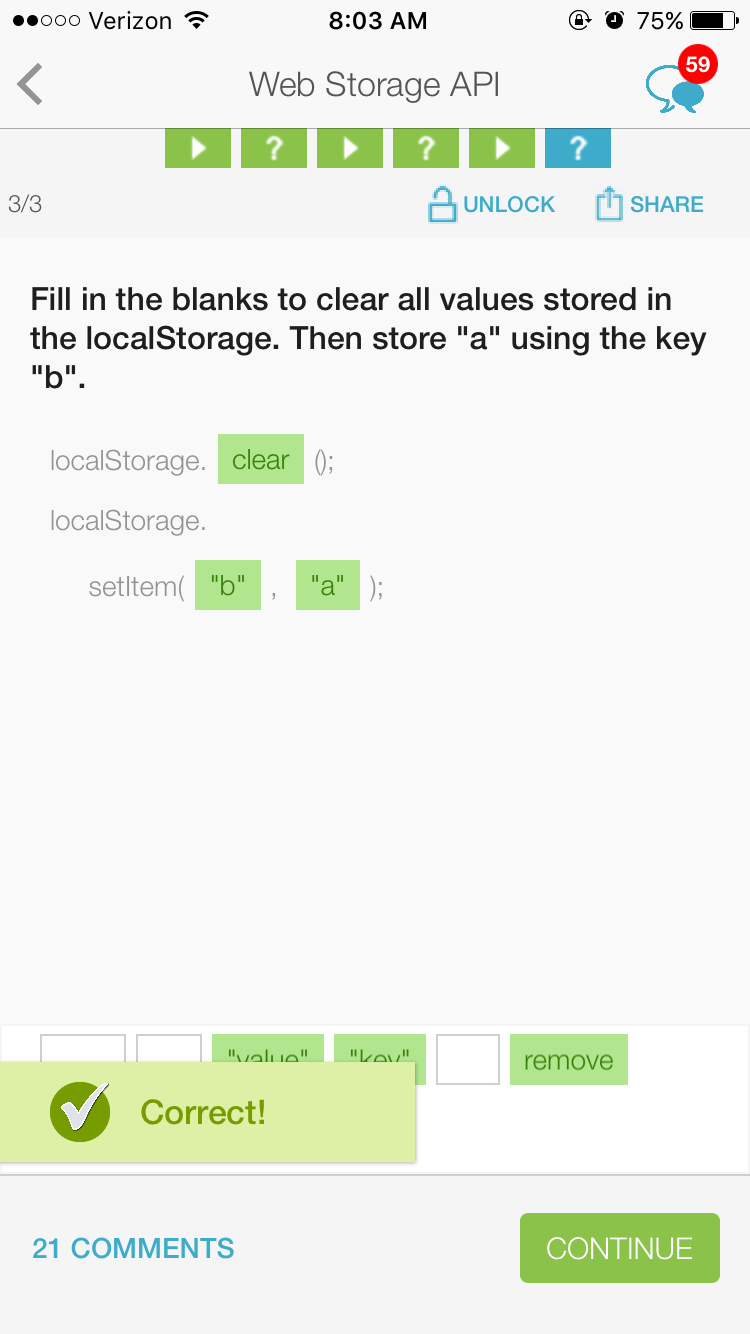 Verizon 8:03 AM 75%
Web Storage API 59
? ? ?
3/3 UNLOCK SHARE
Fill in the blanks to clear all values stored in
the localStorage. Then store "a" using the key
"b".
localStorage. clear ();
localStorage.
setItem( "b" , "a" );
"value" "key" remove
Correct!
21 COMMENTS CONTINUE